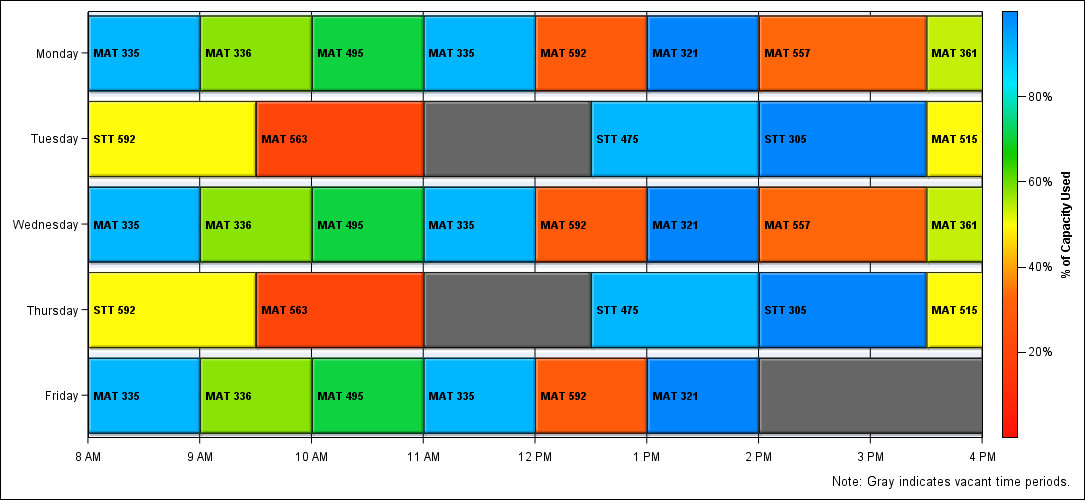 Monday MAT 335 MAT 336 MAT 495 MAT 335 MAT 592 MAT 321 MAT 557 MAT 361
Tuesday STT 592 MAT 563 STT 475 STT 305 MAT 515
Wednesday MAT 335 MAT 336 MAT 495 MAT 335 MAT 592 MAT 321 MAT 557 MAT 361
Thursday STT 592 MAT 563 STT 475 STT 305 MAT 515
Friday MAT 335 MAT 336 MAT 495 MAT 335 MAT 592 MAT 321
8 AM 9 AM 10 AM 11 AM 12 PM 1 PM 2 PM 3 PM 4 PM
80%
60%
40%
20%
% of Capacity Used
Note: Gray indicates vacant time periods.